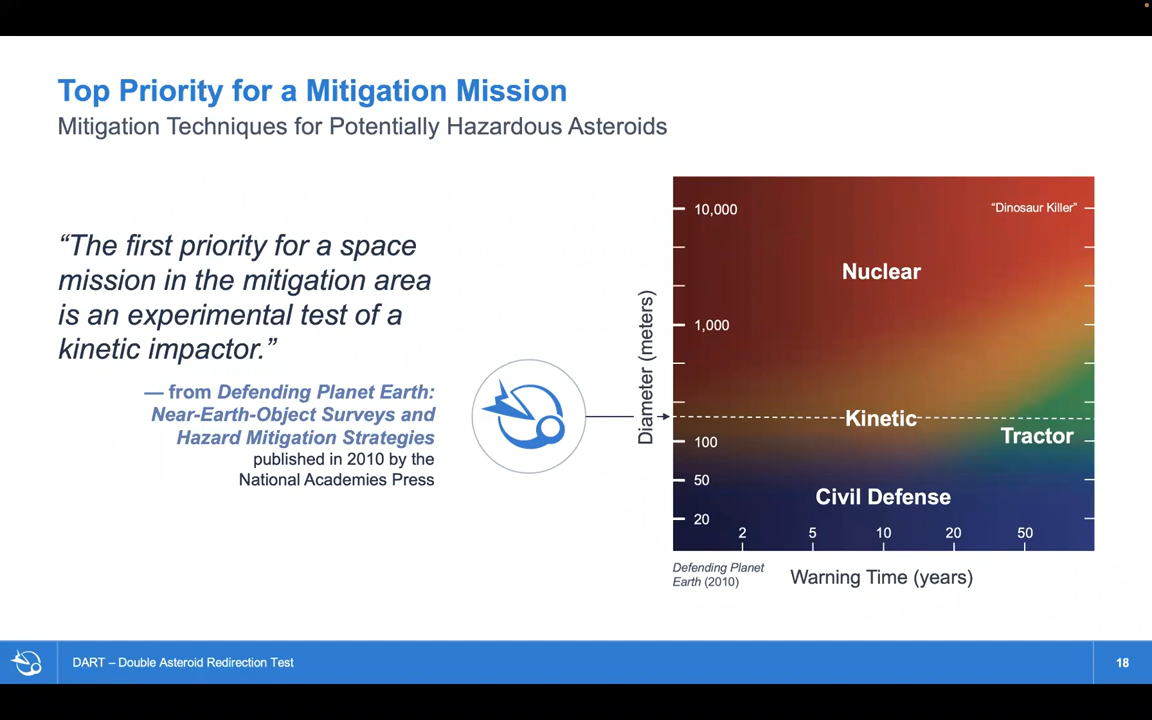 Top Priority for a Mitigation Mission
Mitigation Techniques for Potentially Hazardous Asteroids
“The first priority for a space
mission in the mitigation area
is an experimental test of a
kinetic impactor.”
— from Defending Planet Earth:
Near-Earth-Object Surveys and
Hazard Mitigation Strategies
published in 2010 by the
National Academies Press
Diameter (meters)
10,000
“Dinosaur Killer”
Nuclear
1,000
Kinetic
Tractor
100
50
Civil Defense
20
2
5
10
20
50
Defending Planet
Earth (2010)
Warning Time (years)
DART – Double Asteroid Redirection Test
18